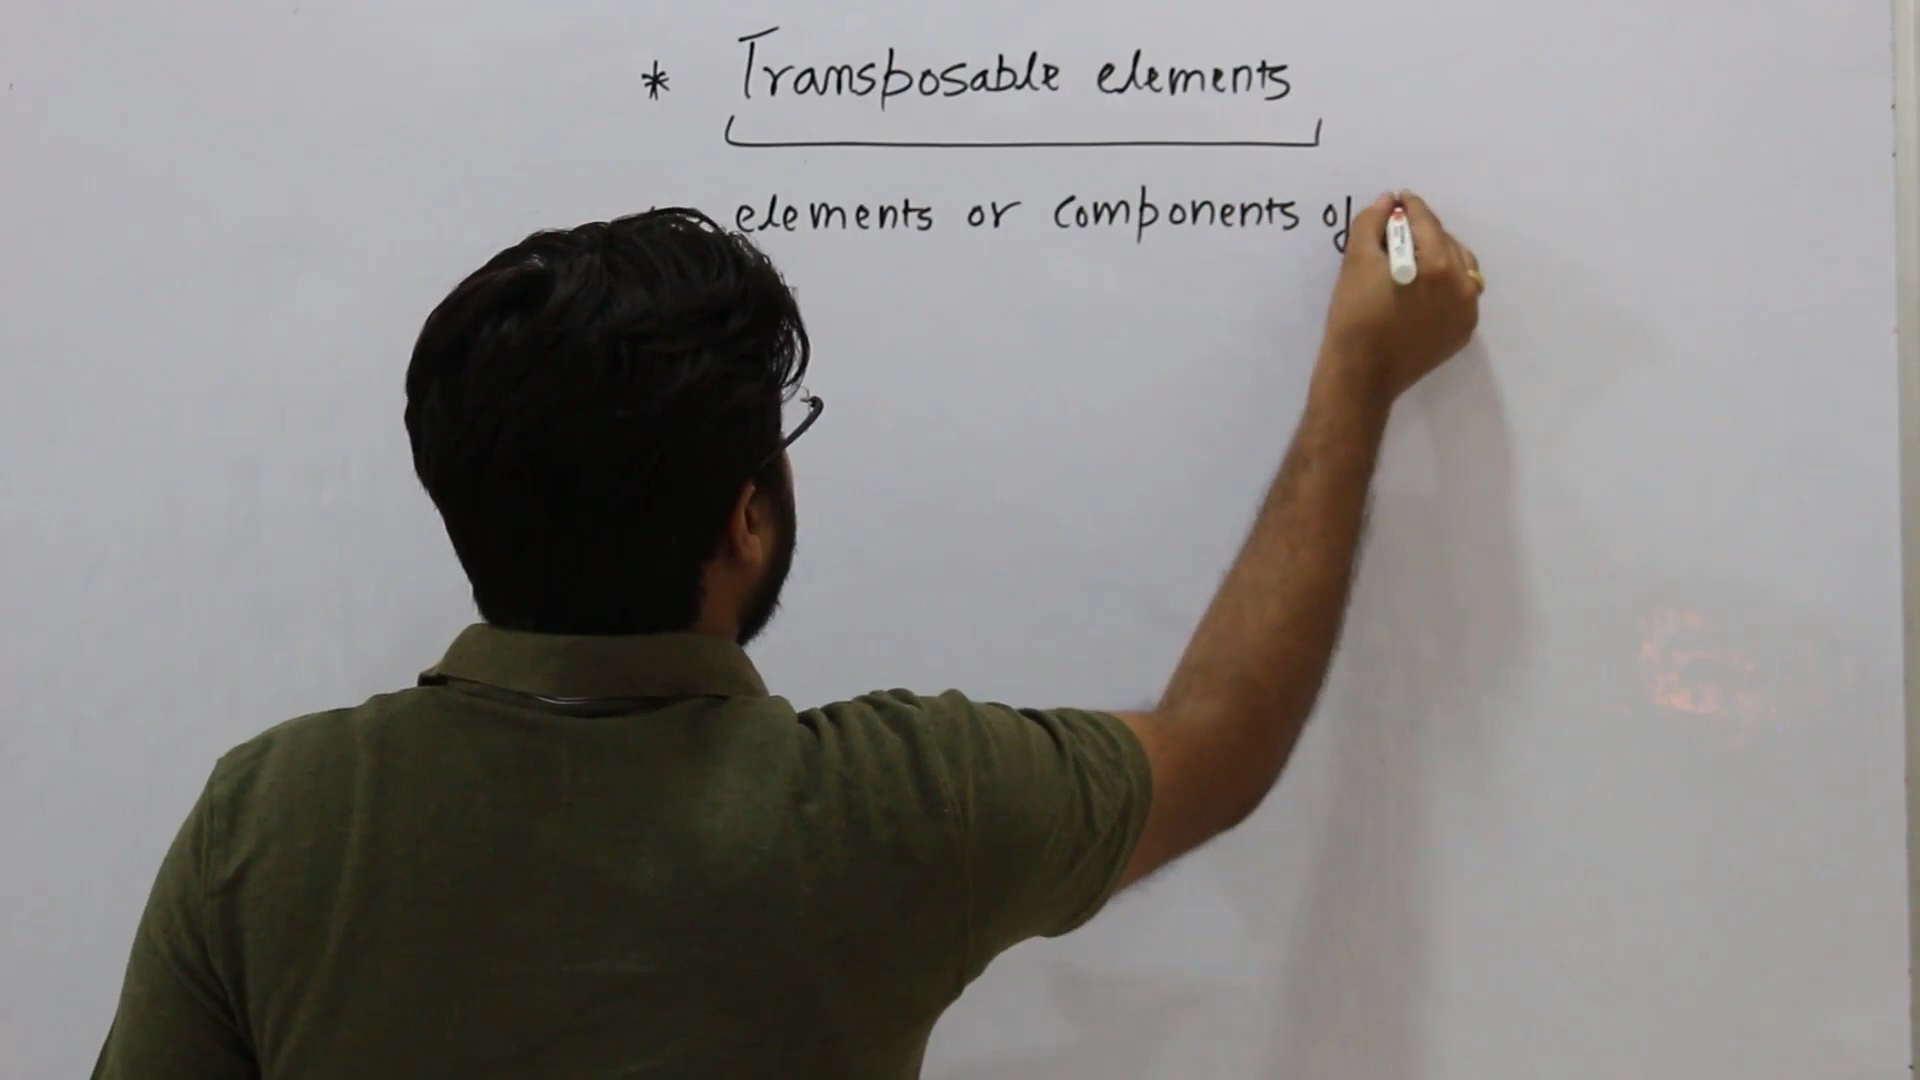 * Transposable elements
elements or components of